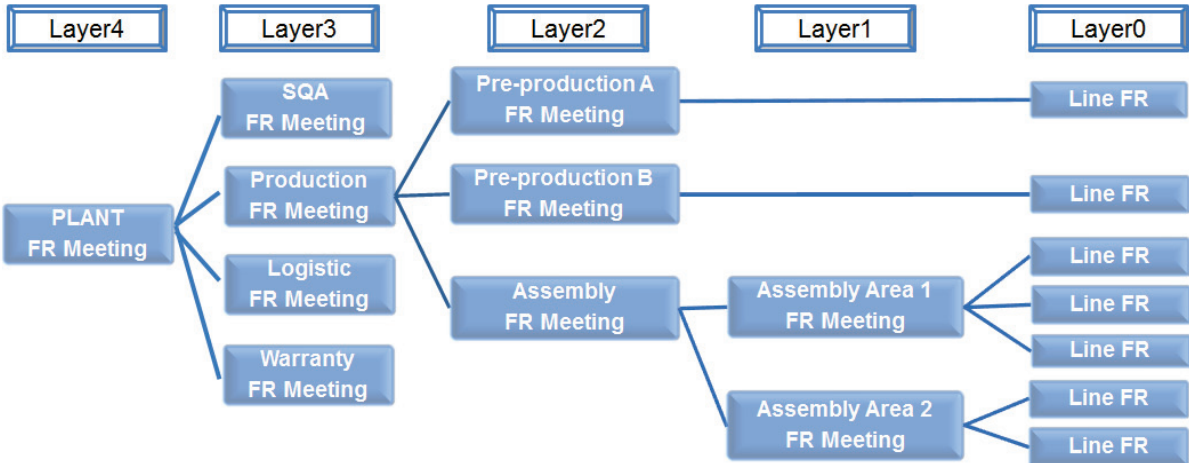 Layer4
Layer3
Layer2
Layer1
Layer0
PLANT
FR Meeting
SQA
FR Meeting
Production
FR Meeting
Logistic
FR Meeting
Warranty
FR Meeting
Pre-production A
FR Meeting
Pre-production B
FR Meeting
Assembly
FR Meeting
Assembly Area 1
FR Meeting
Assembly Area 2
FR Meeting
Line FR
Line FR
Line FR
Line FR
Line FR
Line FR
Line FR